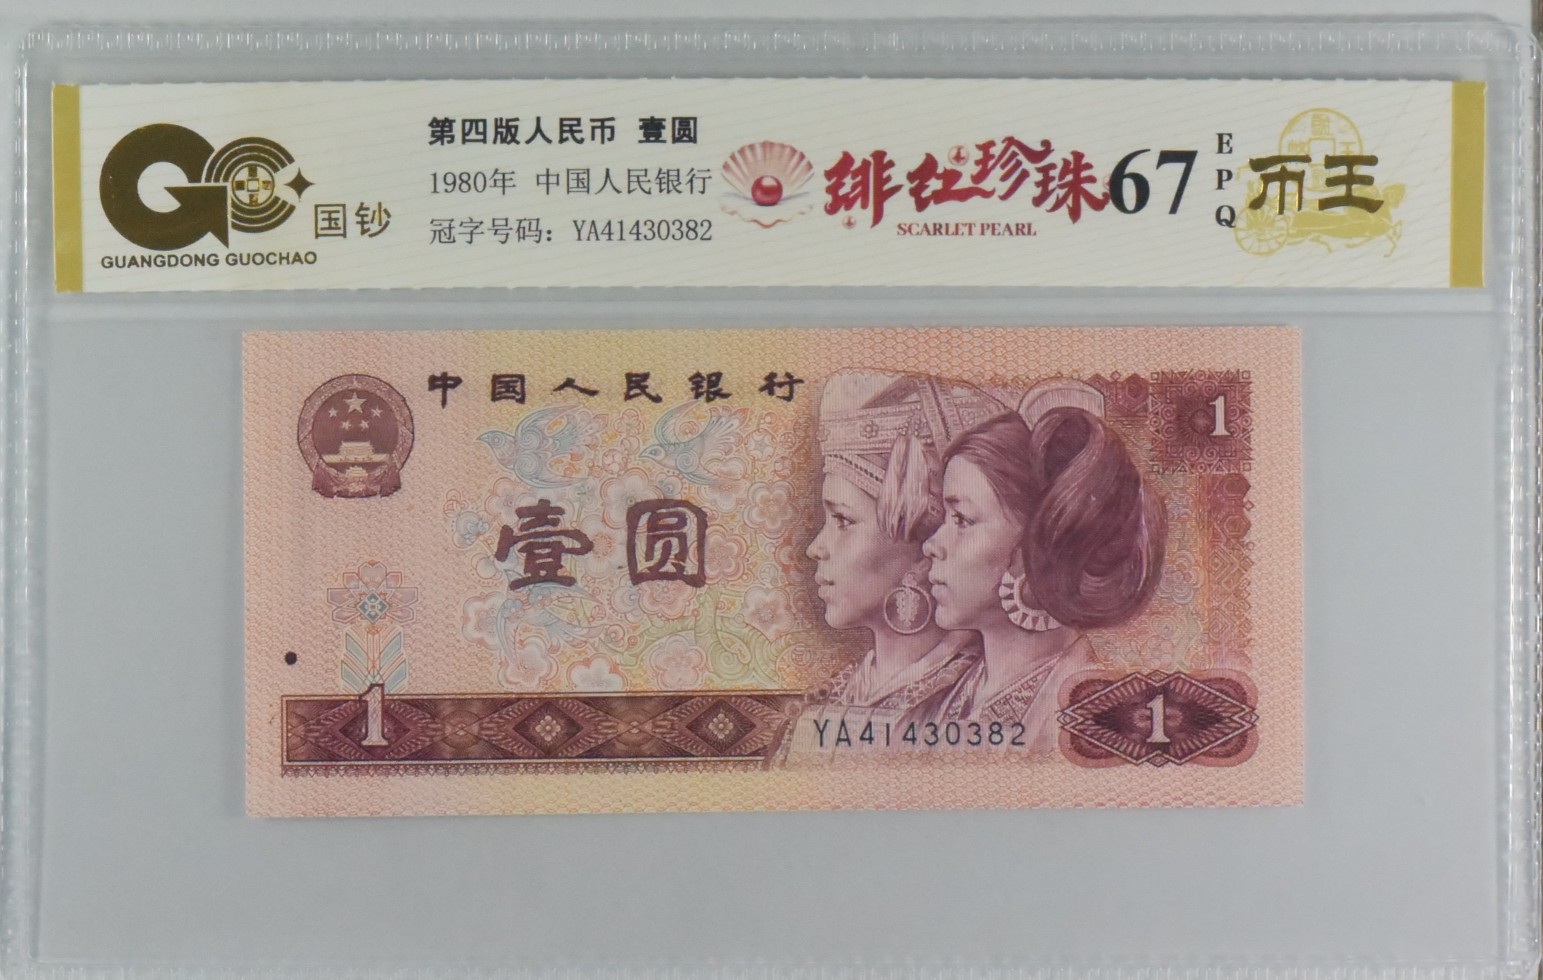 国钞
GUANGDONG GUOCHAO
第四版人民币 壹圆
1980年 中国人民银行
冠字号码：YA41430382
绯红珍珠
SCARLET PEARL
67
EPQ
币王
中国人民银行
1
壹圆
1
YA41430382
1